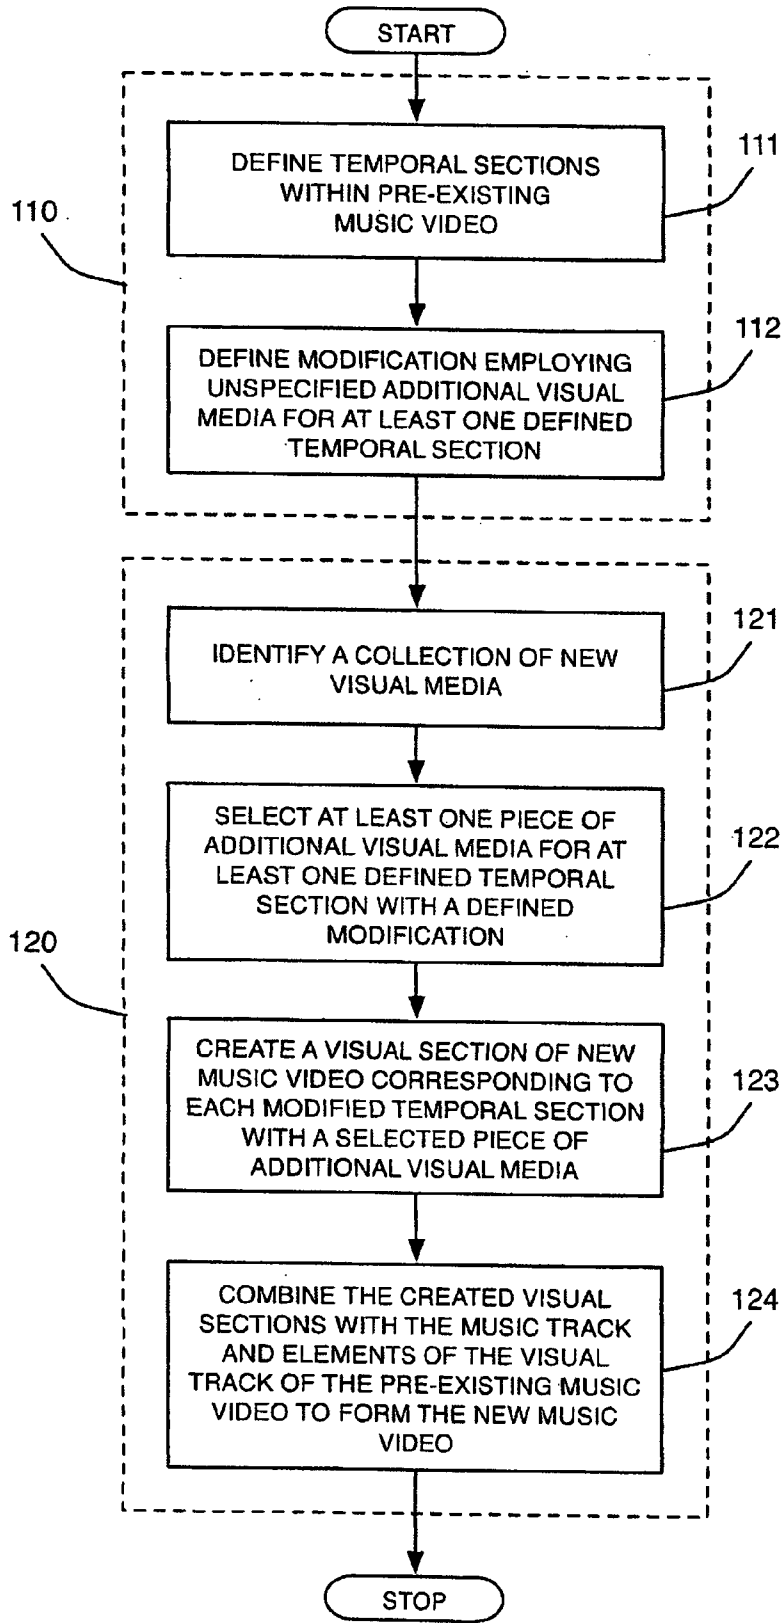 START
DEFINE TEMPORAL SECTIONS
WITHIN PRE-EXISTING
MUSIC VIDEO
111
110
DEFINE MODIFICATION EMPLOYING
UNSPECIFIED ADDITIONAL VISUAL
MEDIA FOR AT LEAST ONE DEFINED
TEMPORAL SECTION
112
IDENTIFY A COLLECTION OF NEW
VISUAL MEDIA
121
SELECT AT LEAST ONE PIECE OF
ADDITIONAL VISUAL MEDIA FOR AT
LEAST ONE DEFINED TEMPORAL
SECTION WITH A DEFINED
MODIFICATION
122
120
CREATE A VISUAL SECTION OF NEW
MUSIC VIDEO CORRESPONDING TO
EACH MODIFIED TEMPORAL SECTION
WITH A SELECTED PIECE OF
ADDITIONAL VISUAL MEDIA
123
COMBINE THE CREATED VISUAL
SECTIONS WITH THE MUSIC TRACK
AND ELEMENTS OF THE VISUAL
TRACK OF THE PRE-EXISTING MUSIC
VIDEO TO FORM THE NEW MUSIC
VIDEO
124
STOP